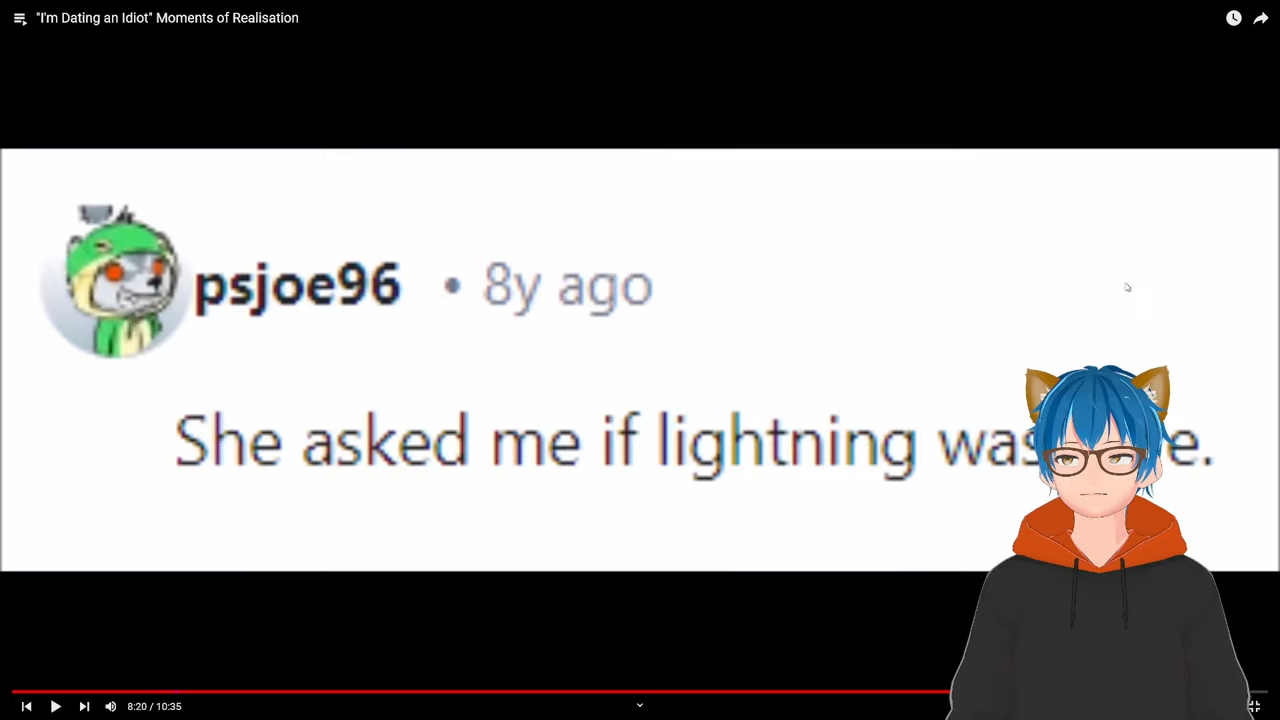 "I'm Dating an Idiot" Moments of Realisation
psjoe96 • 8y ago
She asked me if lightning was
8:20 / 10:35